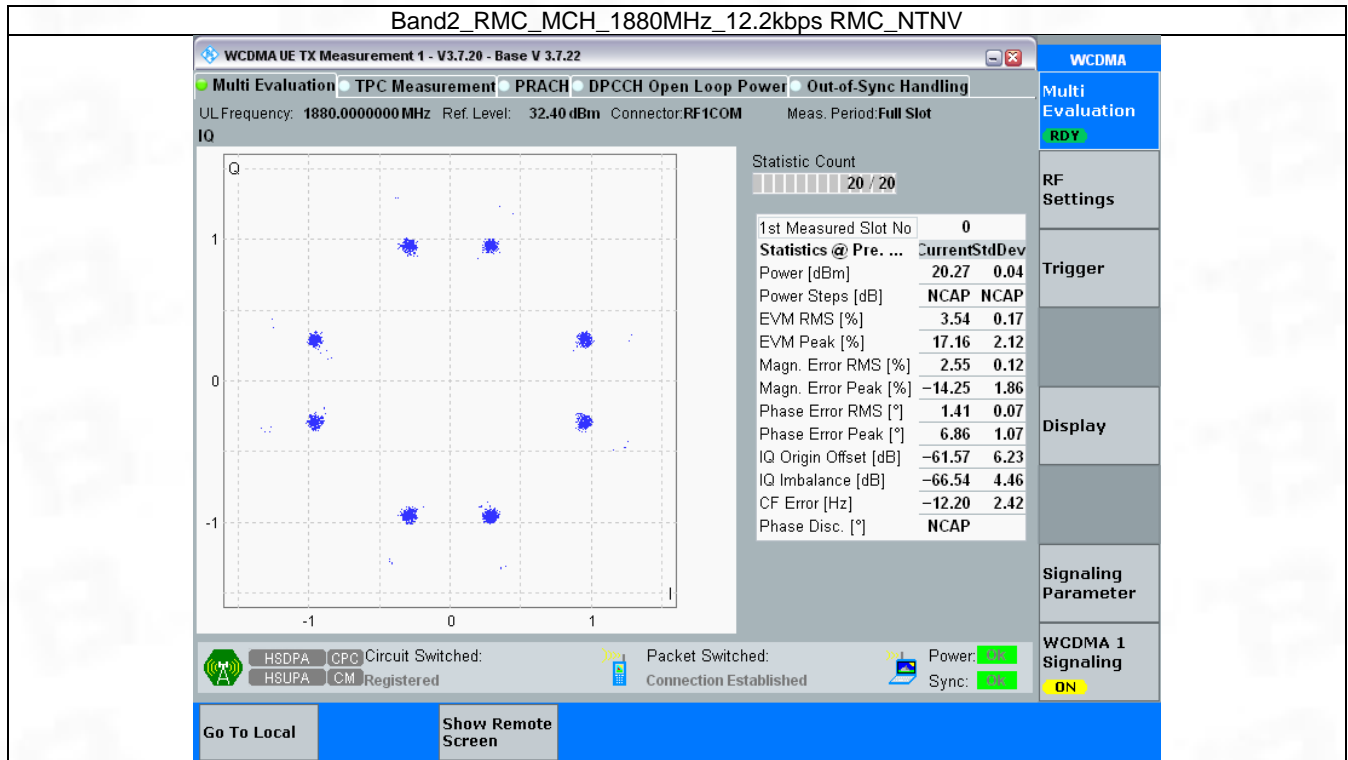 Band2_RMC_MCH_1880MHz_12.2kbps RMC_NTNV
WCDMA UE TX Measurement 1 - V3.7.20 - Base V 3.7.22
WCDMA
Multi Evaluation TPC Measurement PRACH DPCCH Open Loop Power Out-of-Sync Handling
Multi
Evaluation
RDY
UL Frequency: 1880.0000000 MHz Ref. Level: 32.40 dBm Connector:RF1COM Meas. Period:Full Slot
IQ
Q
1
0
-1
I
-1 0 1
Statistic Count
20 / 20
1st Measured Slot No 0
Statistics @ Pre. ... Current StdDev
Power [dBm] 20.27 0.04
Power Steps [dB] NCAP NCAP
EVM RMS [%] 3.54 0.17
EVM Peak [%] 17.16 2.12
Magn. Error RMS [%] 2.55 0.12
Magn. Error Peak [%] −14.25 1.86
Phase Error RMS [°] 1.41 0.07
Phase Error Peak [°] 6.86 1.07
IQ Origin Offset [dB] −61.57 6.23
IQ Imbalance [dB] −66.54 4.46
CF Error [Hz] −12.20 2.42
Phase Disc. [°] NCAP
RF
Settings
Trigger
Display
Signaling
Parameter
WCDMA 1
Signaling
ON
HSDPA CPC Circuit Switched: Packet Switched: Power: Ok
HSUPA CM Registered Connection Established Sync: Ok
Go To Local
Show Remote
Screen